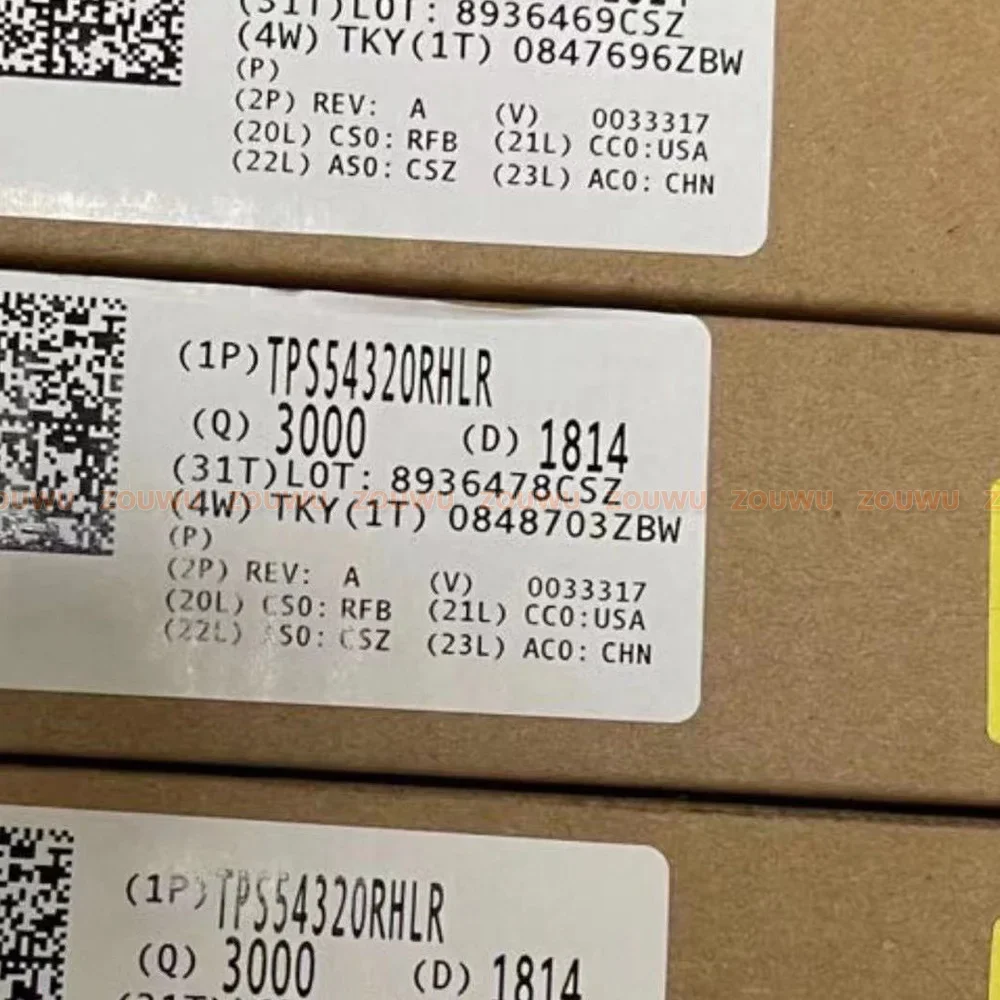 (31T)LOT: 8936469CSZ
(4W) TKY(1T) 0847696ZBW
(P)
(2P) REV: A (V) 0033317
(20L) CSO: RFB (21L) CCO:USA
(22L) ASO: CSZ (23L) ACO: CHN
(1P)TPS54320RHLR
(Q) 3000 (D) 1814
(31T)LOT: 8936478CSZ
ZOUWU ZOUWU ZOUWU ZOUWU ZOUWU ZOUWU ZOUWU
(4W) TKY(1T) 0848703ZBW
(P)
(2P) REV: A (V) 0033317
(20L) CSO: RFB (21L) CCO:USA
(22L) ASO: CSZ (23L) ACO: CHN
(1P)TPS54320RHLR
(Q) 3000 (D) 1814